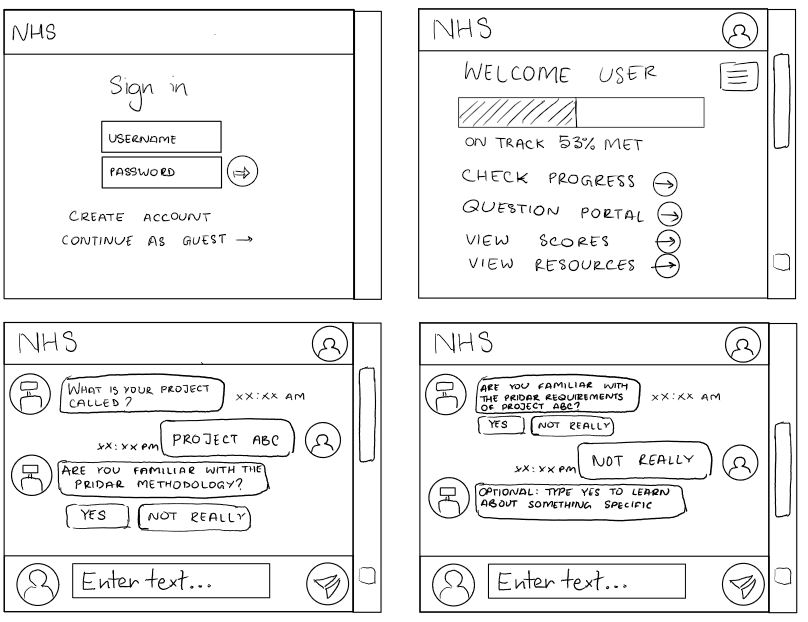 NHS
Sign in
USERNAME
PASSWORD
CREATE ACCOUNT
CONTINUE AS GUEST →
NHS
WELCOME USER
ON TRACK 53% MET
CHECK PROGRESS
QUESTION PORTAL
VIEW SCORES
VIEW RESOURCES
NHS
WHAT IS YOUR PROJECT
CALLED?
XX:XX AM
XX:XX PM
PROJECT ABC
ARE YOU FAMILIAR WITH THE
PRIDAR METHODOLOGY?
YES
NOT REALLY
Enter text...
NHS
ARE YOU FAMILIAR WITH
THE PRIDAR REQUIREMENTS
OF PROJECT ABC?
XX:XX AM
YES
NOT REALLY
XX:XX PM
NOT REALLY
OPTIONAL: TYPE YES TO LEARN
ABOUT SOMETHING SPECIFIC
Enter text...